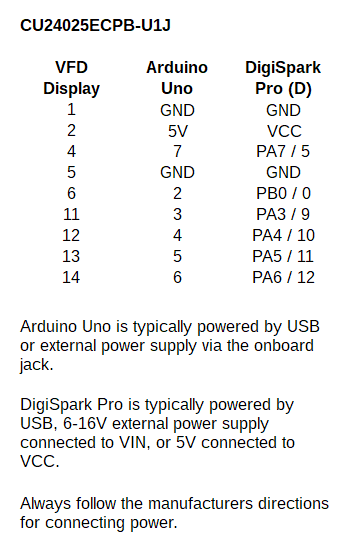 CU24025ECPB-U1J
VFD Display Arduino Uno DigiSpark Pro (D)
1 GND GND
2 5V VCC
4 7 PA7 / 5
5 GND GND
6 2 PB0 / 0
11 3 PA3 / 9
12 4 PA4 / 10
13 5 PA5 / 11
14 6 PA6 / 12
Arduino Uno is typically powered by USB
or external power supply via the onboard
jack.
DigiSpark Pro is typically powered by
USB, 6-16V external power supply
connected to VIN, or 5V connected to
VCC.
Always follow the manufacturers directions
for connecting power.